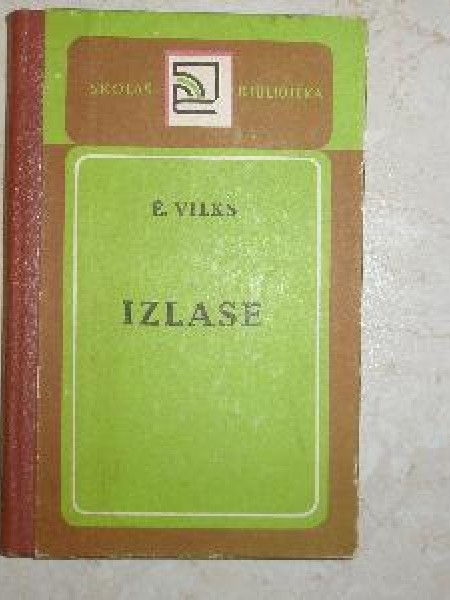 SKOLAS BIBLIOTEKA
Ē. VILKS
IZLASE